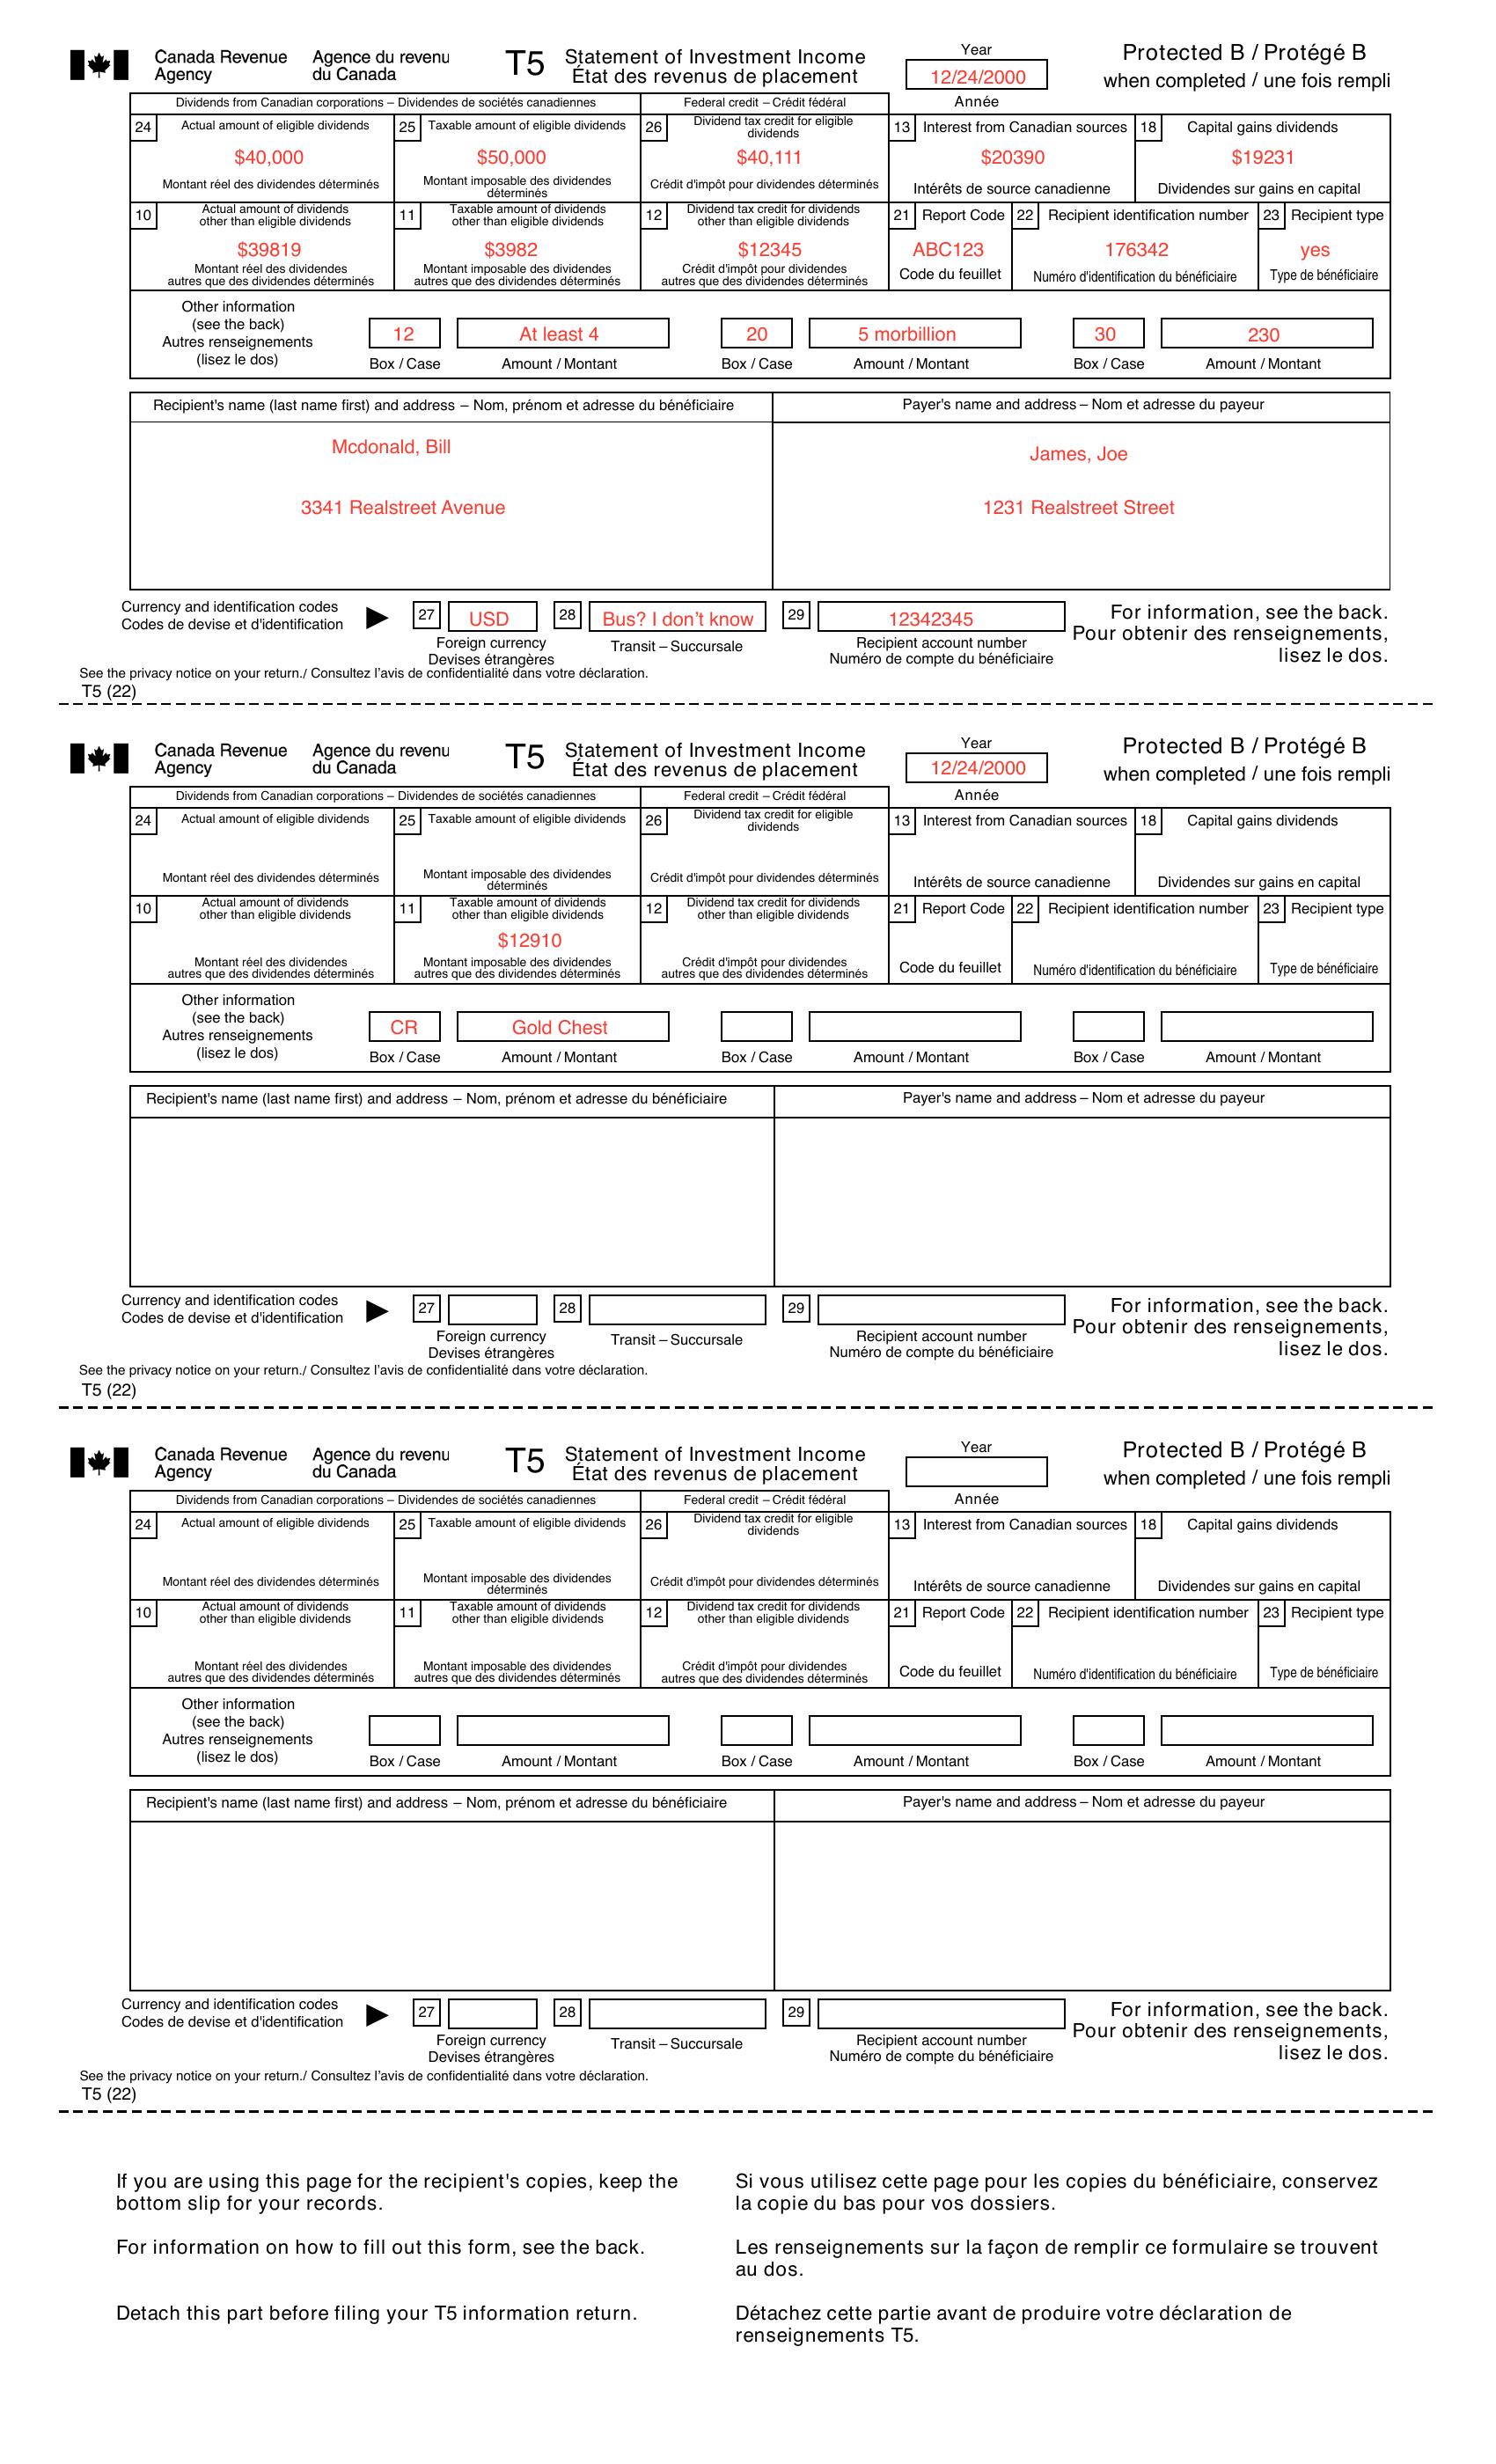 Canada Revenue Agency
Agence du revenu du Canada
T5
Statement of Investment Income
État des revenus de placement
Year
12/24/2000
Année
Protected B / Protégé B
when completed / une fois rempli
Dividends from Canadian corporations – Dividendes de sociétés canadiennes
Federal credit – Crédit fédéral
24 Actual amount of eligible dividends
$40,000
Montant réel des dividendes déterminés
25 Taxable amount of eligible dividends
$50,000
Montant imposable des dividendes déterminés
26 Dividend tax credit for eligible dividends
$40,111
Crédit d'impôt pour dividendes déterminés
13 Interest from Canadian sources
$20390
Intérêts de source canadienne
18 Capital gains dividends
$19231
Dividendes sur gains en capital
10 Actual amount of dividends other than eligible dividends
$39819
Montant réel des dividendes autres que des dividendes déterminés
11 Taxable amount of dividends other than eligible dividends
$3982
Montant imposable des dividendes autres que des dividendes déterminés
12 Dividend tax credit for dividends other than eligible dividends
$12345
Crédit d'impôt pour dividendes autres que des dividendes déterminés
21 Report Code
ABC123
Code du feuillet
22 Recipient identification number
176342
Numéro d'identification du bénéficiaire
23 Recipient type
yes
Type de bénéficiaire
Other information
(see the back)
Autres renseignements
(lisez le dos)
12 At least 4
Box / Case Amount / Montant
20 5 morbillion
Box / Case Amount / Montant
30 230
Box / Case Amount / Montant
Recipient's name (last name first) and address – Nom, prénom et adresse du bénéficiaire
Mcdonald, Bill
3341 Realstreet Avenue
Payer's name and address – Nom et adresse du payeur
James, Joe
1231 Realstreet Street
Currency and identification codes
Codes de devise et d'identification
27 USD
Foreign currency
Devises étrangères
28 Bus? I don't know
Transit – Succursale
29 12342345
Recipient account number
Numéro de compte du bénéficiaire
For information, see the back.
Pour obtenir des renseignements,
lisez le dos.
See the privacy notice on your return./ Consultez l'avis de confidentialité dans votre déclaration.
T5 (22)
Canada Revenue Agency
Agence du revenu du Canada
T5
Statement of Investment Income
État des revenus de placement
Year
12/24/2000
Année
Protected B / Protégé B
when completed / une fois rempli
Dividends from Canadian corporations – Dividendes de sociétés canadiennes
Federal credit – Crédit fédéral
24 Actual amount of eligible dividends
Montant réel des dividendes déterminés
25 Taxable amount of eligible dividends
Montant imposable des dividendes déterminés
26 Dividend tax credit for eligible dividends
Crédit d'impôt pour dividendes déterminés
13 Interest from Canadian sources
Intérêts de source canadienne
18 Capital gains dividends
Dividendes sur gains en capital
10 Actual amount of dividends other than eligible dividends
Montant réel des dividendes autres que des dividendes déterminés
11 Taxable amount of dividends other than eligible dividends
$12910
Montant imposable des dividendes autres que des dividendes déterminés
12 Dividend tax credit for dividends other than eligible dividends
Crédit d'impôt pour dividendes autres que des dividendes déterminés
21 Report Code
Code du feuillet
22 Recipient identification number
Numéro d'identification du bénéficiaire
23 Recipient type
Type de bénéficiaire
Other information
(see the back)
Autres renseignements
(lisez le dos)
CR Gold Chest
Box / Case Amount / Montant
Box / Case Amount / Montant
Box / Case Amount / Montant
Recipient's name (last name first) and address – Nom, prénom et adresse du bénéficiaire
Payer's name and address – Nom et adresse du payeur
Currency and identification codes
Codes de devise et d'identification
27
Foreign currency
Devises étrangères
28
Transit – Succursale
29
Recipient account number
Numéro de compte du bénéficiaire
For information, see the back.
Pour obtenir des renseignements,
lisez le dos.
See the privacy notice on your return./ Consultez l'avis de confidentialité dans votre déclaration.
T5 (22)
Canada Revenue Agency
Agence du revenu du Canada
T5
Statement of Investment Income
État des revenus de placement
Year
Année
Protected B / Protégé B
when completed / une fois rempli
Dividends from Canadian corporations – Dividendes de sociétés canadiennes
Federal credit – Crédit fédéral
24 Actual amount of eligible dividends
Montant réel des dividendes déterminés
25 Taxable amount of eligible dividends
Montant imposable des dividendes déterminés
26 Dividend tax credit for eligible dividends
Crédit d'impôt pour dividendes déterminés
13 Interest from Canadian sources
Intérêts de source canadienne
18 Capital gains dividends
Dividendes sur gains en capital
10 Actual amount of dividends other than eligible dividends
Montant réel des dividendes autres que des dividendes déterminés
11 Taxable amount of dividends other than eligible dividends
Montant imposable des dividendes autres que des dividendes déterminés
12 Dividend tax credit for dividends other than eligible dividends
Crédit d'impôt pour dividendes autres que des dividendes déterminés
21 Report Code
Code du feuillet
22 Recipient identification number
Numéro d'identification du bénéficiaire
23 Recipient type
Type de bénéficiaire
Other information
(see the back)
Autres renseignements
(lisez le dos)
Box / Case Amount / Montant
Box / Case Amount / Montant
Box / Case Amount / Montant
Recipient's name (last name first) and address – Nom, prénom et adresse du bénéficiaire
Payer's name and address – Nom et adresse du payeur
Currency and identification codes
Codes de devise et d'identification
27
Foreign currency
Devises étrangères
28
Transit – Succursale
29
Recipient account number
Numéro de compte du bénéficiaire
For information, see the back.
Pour obtenir des renseignements,
lisez le dos.
See the privacy notice on your return./ Consultez l'avis de confidentialité dans votre déclaration.
T5 (22)
If you are using this page for the recipient's copies, keep the
bottom slip for your records.
For information on how to fill out this form, see the back.
Detach this part before filing your T5 information return.
Si vous utilisez cette page pour les copies du bénéficiaire, conservez
la copie du bas pour vos dossiers.
Les renseignements sur la façon de remplir ce formulaire se trouvent
au dos.
Détachez cette partie avant de produire votre déclaration de
renseignements T5.